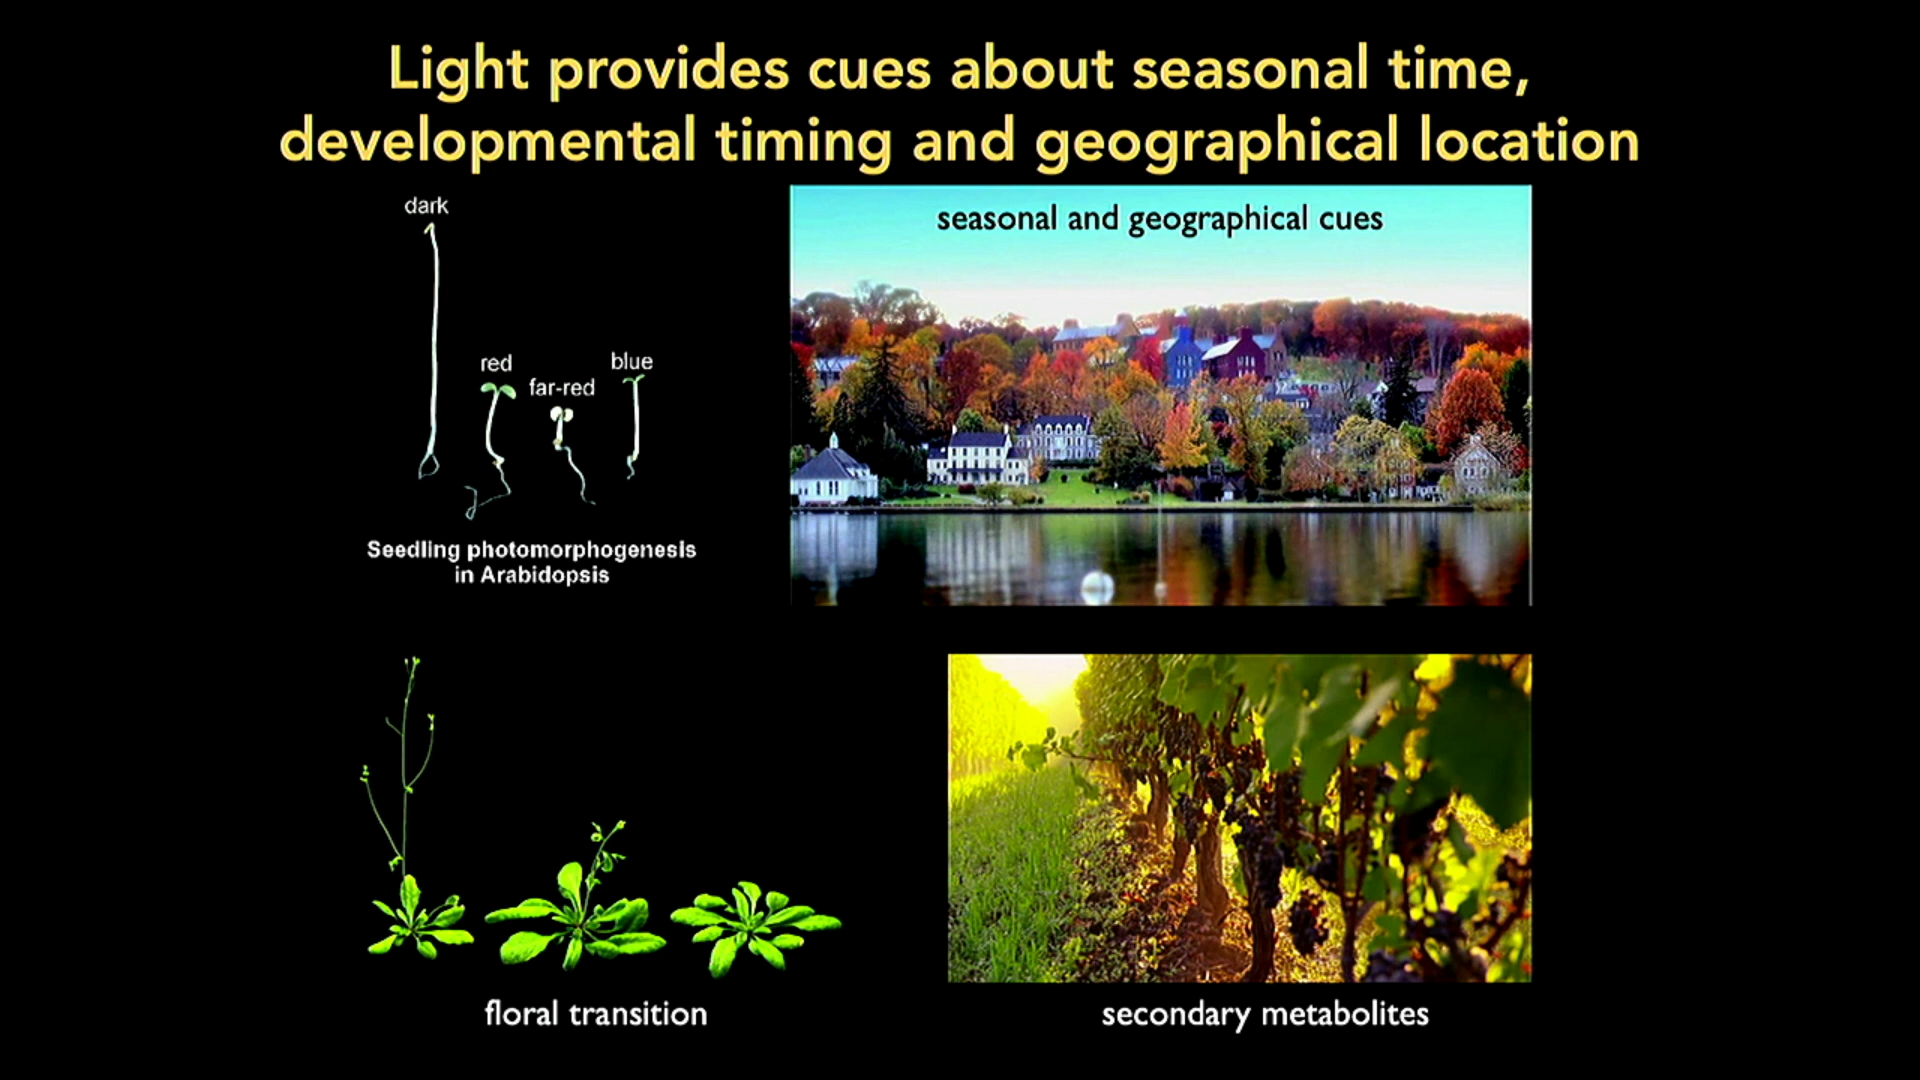 Light provides cues about seasonal time,
developmental timing and geographical location
dark
red
far-red
blue
Seedling photomorphogenesis
in Arabidopsis
seasonal and geographical cues
floral transition
secondary metabolites